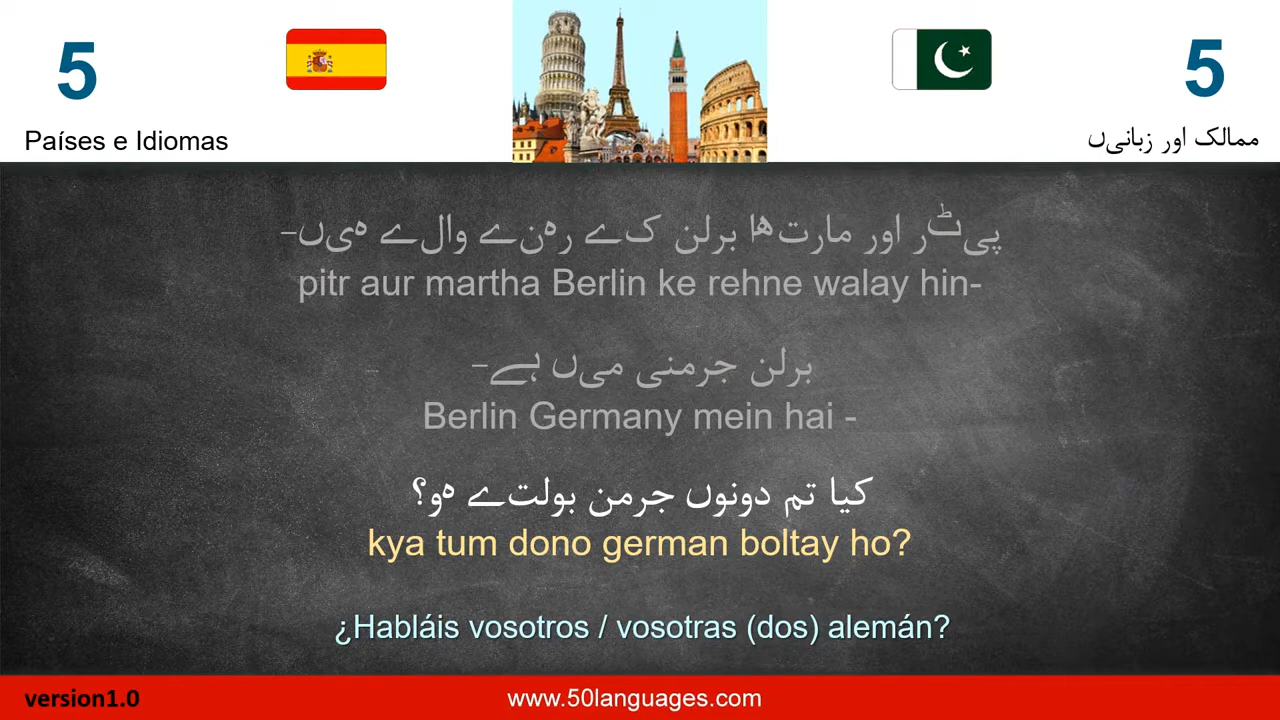 5
5
Países e Idiomas
ممالک اور زبانیں
پیٹر اور مارتھا برلن کے رہنے والے ہیں-
pitr aur martha Berlin ke rehne walay hin-
برلن جرمنی میں ہے-
Berlin Germany mein hai -
کیا تم دونوں جرمن بولتے ہو؟
kya tum dono german boltay ho?
¿Habláis vosotros / vosotras (dos) alemán?
version1.0
www.50languages.com